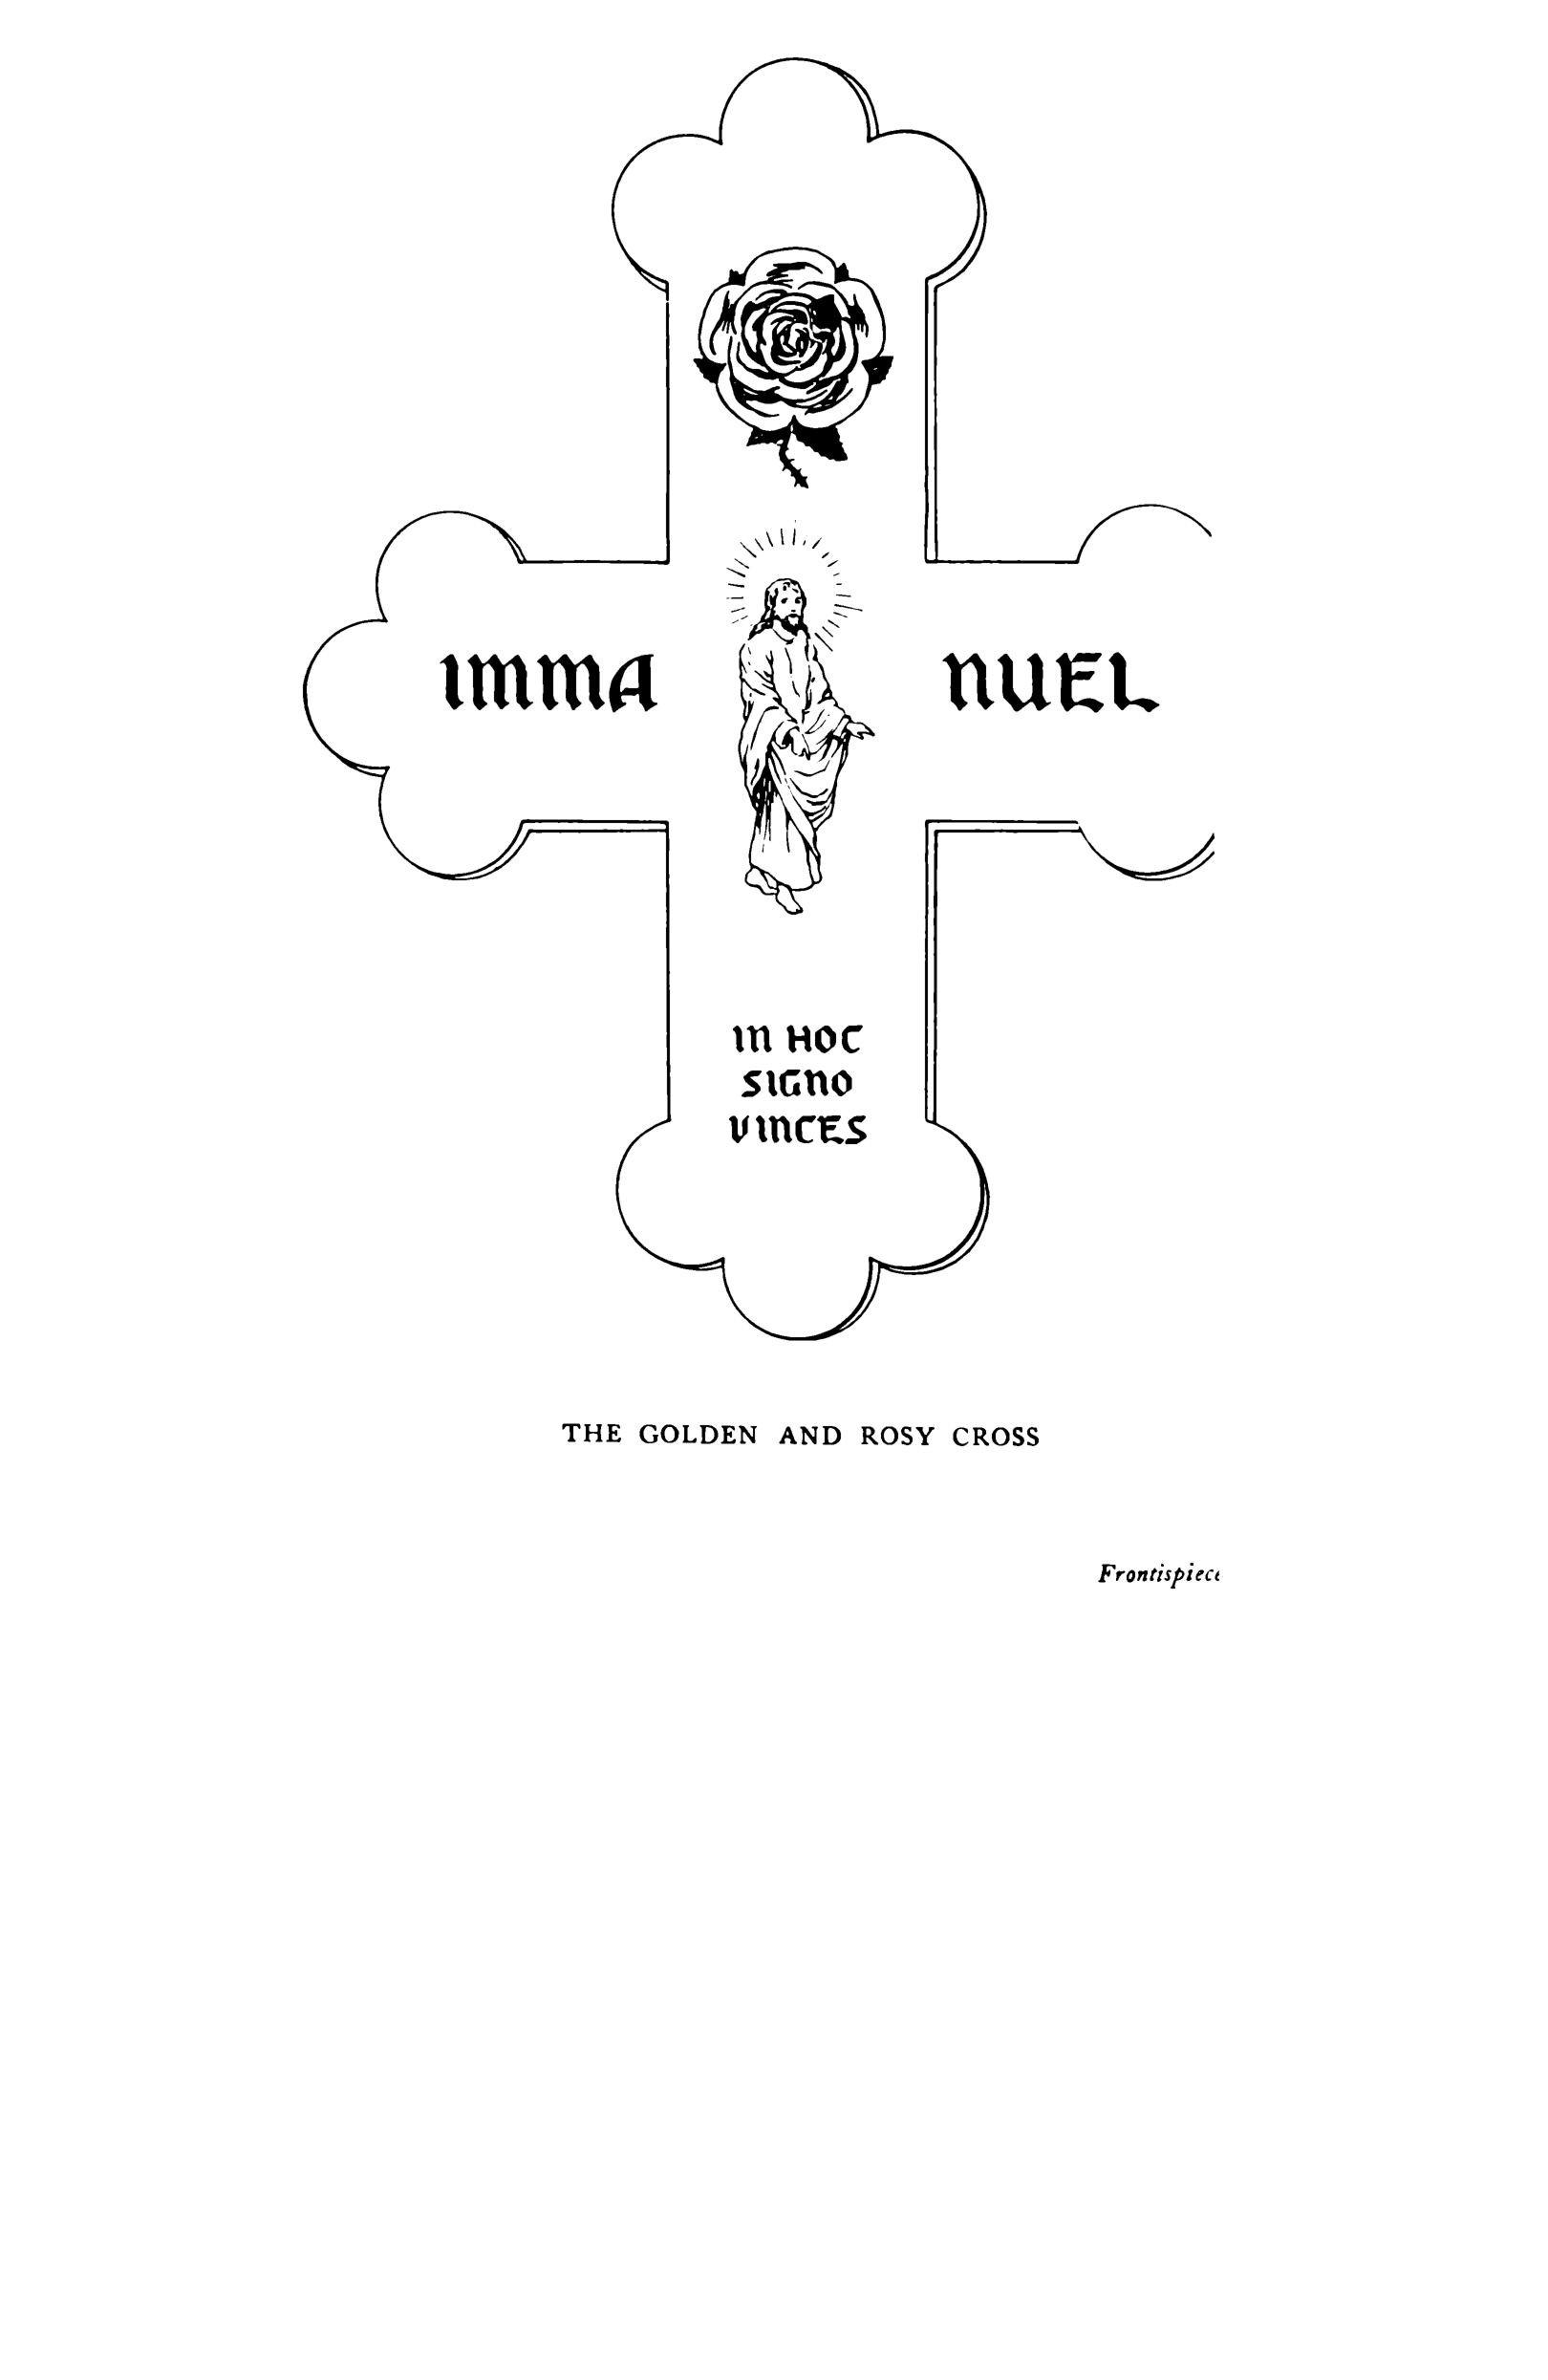 IMMA NUEL
IN HOC
SIGNO
VINCES
THE GOLDEN AND ROSY CROSS
Frontispiece